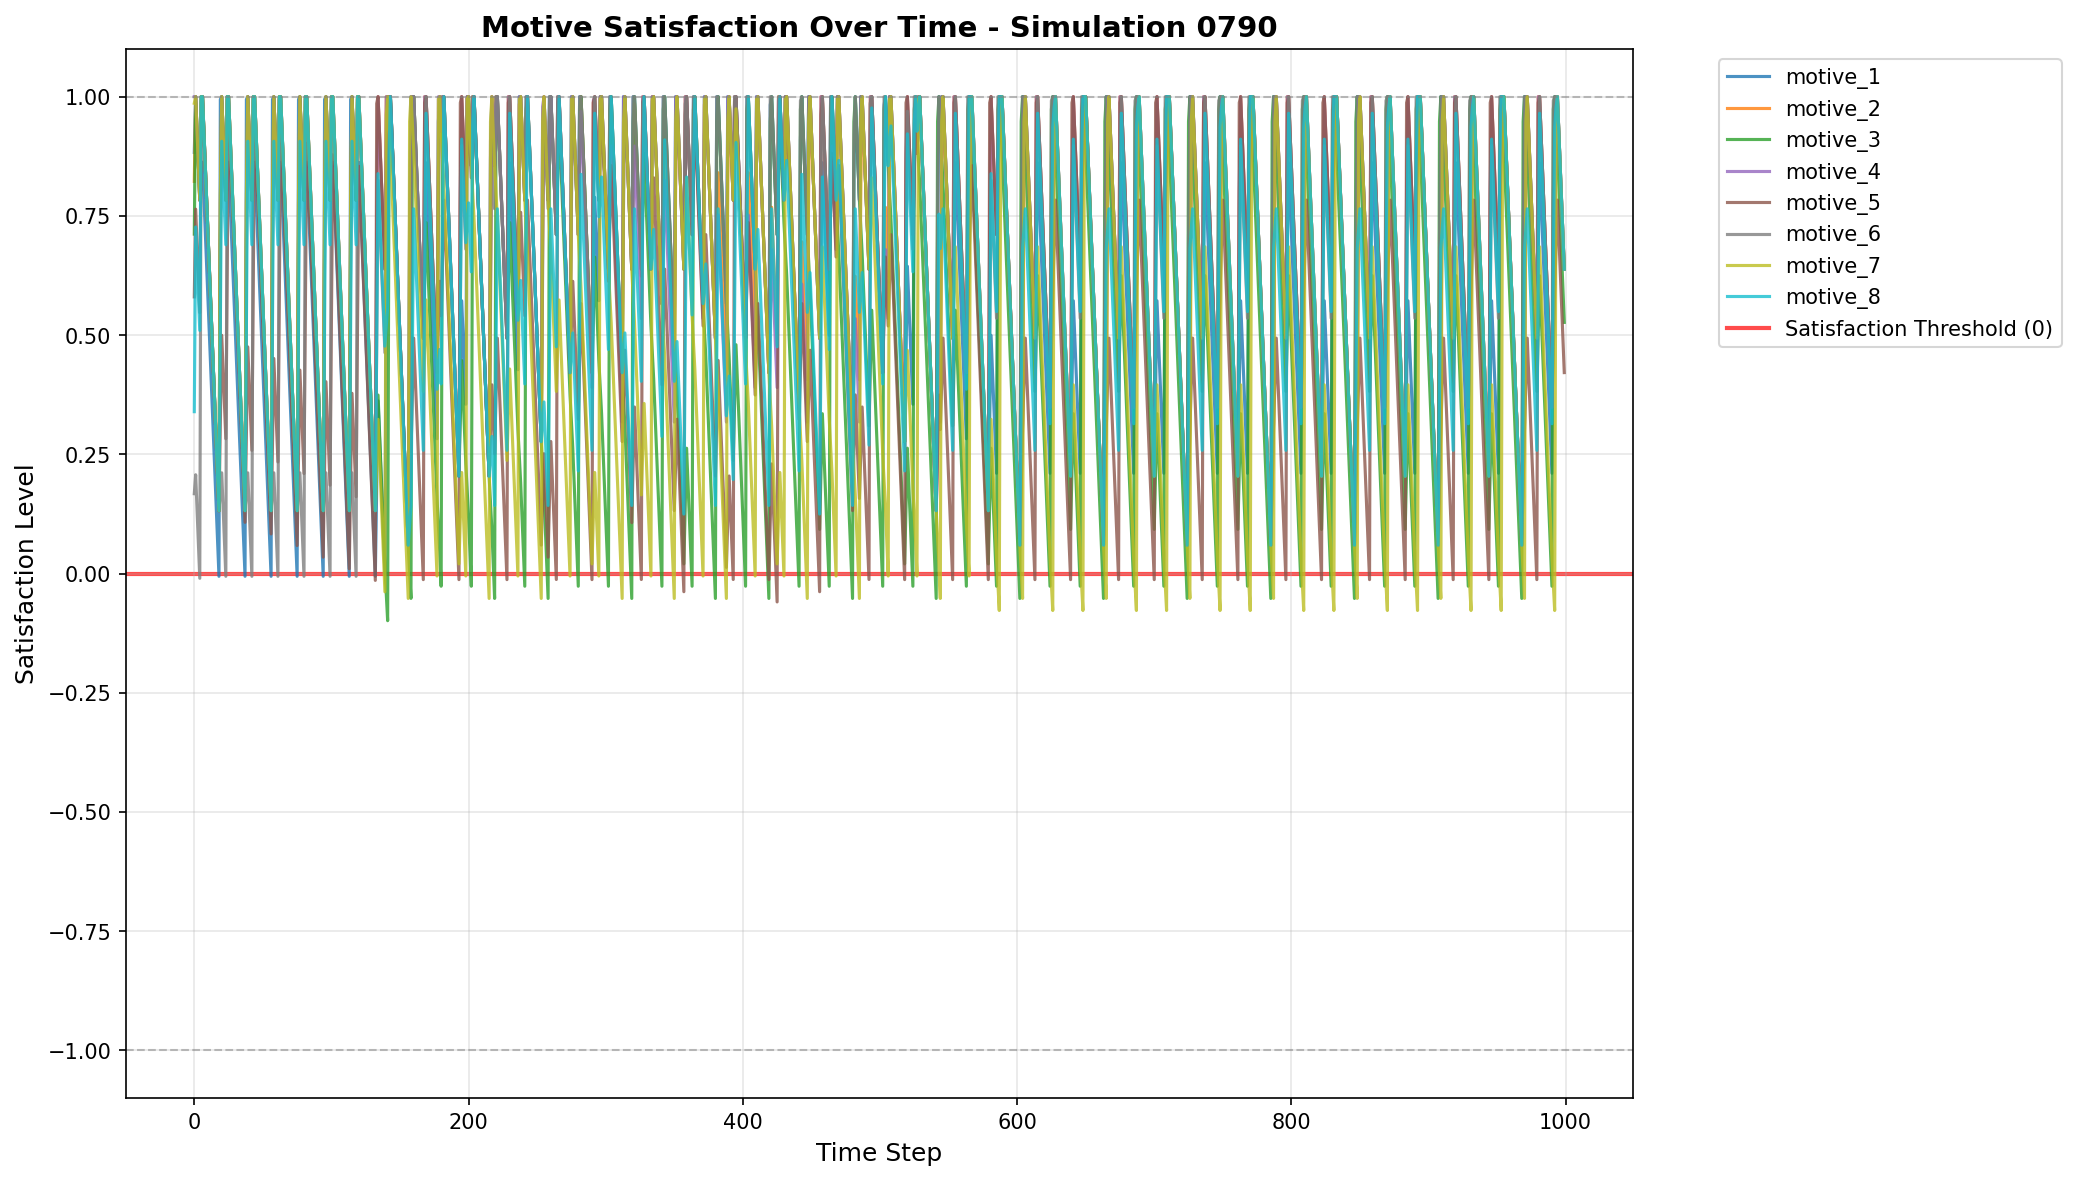 Motive Satisfaction Over Time - Simulation 0790
Satisfaction Level
1.00
0.75
0.50
0.25
0.00
−0.25
−0.50
−0.75
−1.00
0
200
400
600
800
1000
Time Step
motive_1
motive_2
motive_3
motive_4
motive_5
motive_6
motive_7
motive_8
Satisfaction Threshold (0)